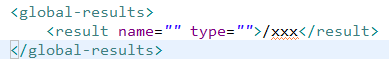 <global-results>
<result name="" type="">/xxx</result>
</global-results>